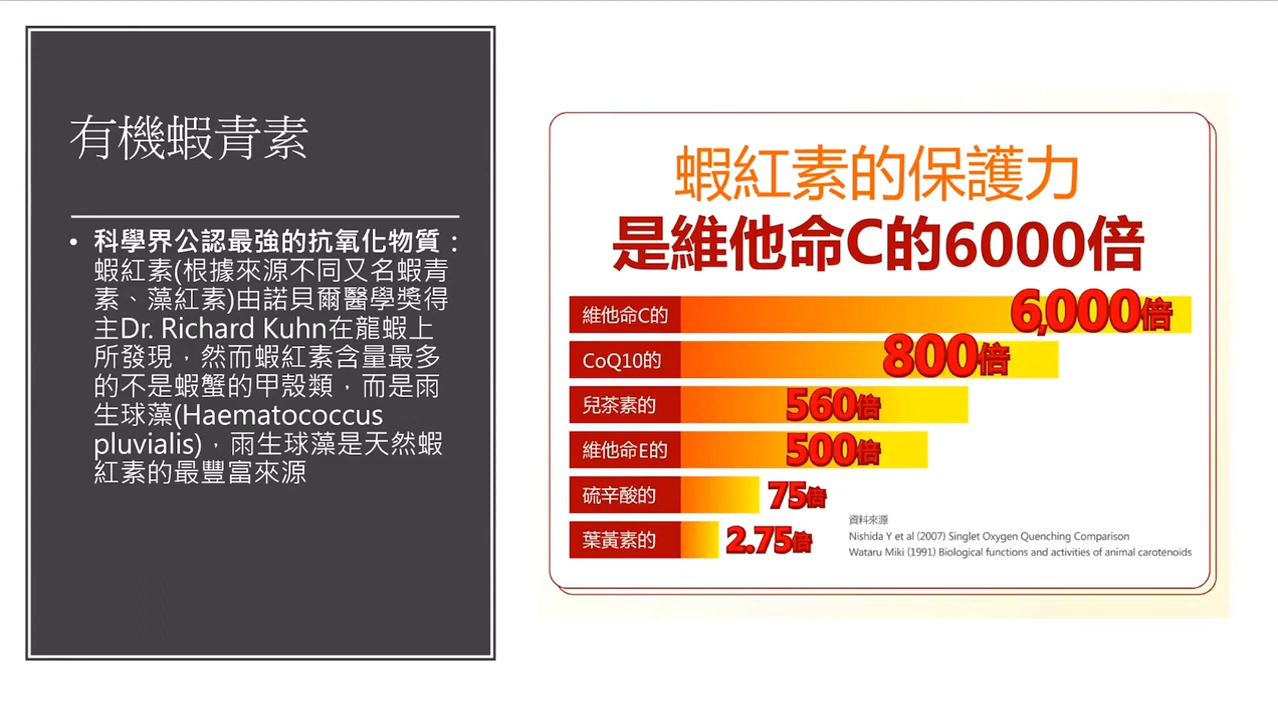 有機蝦青素
• 科學界公認最強的抗氧化物質：
蝦紅素(根據來源不同又名蝦青
素、藻紅素)由諾貝爾醫學獎得
主Dr. Richard Kuhn在龍蝦上
所發現，然而蝦紅素含量最多
的不是蝦蟹的甲殼類，而是雨
生球藻(Haematococcus
pluvialis)，雨生球藻是天然蝦
紅素的最豐富來源
蝦紅素的保護力
是維他命C的6000倍
維他命C的 6,000倍
CoQ10的 800倍
兒茶素的 560倍
維他命E的 500倍
硫辛酸的 75倍
葉黃素的 2.75倍
資料來源
Nishida Y et al (2007) Singlet Oxygen Quenching Comparison
Wataru Miki (1991) Biological functions and activities of animal carotenoids